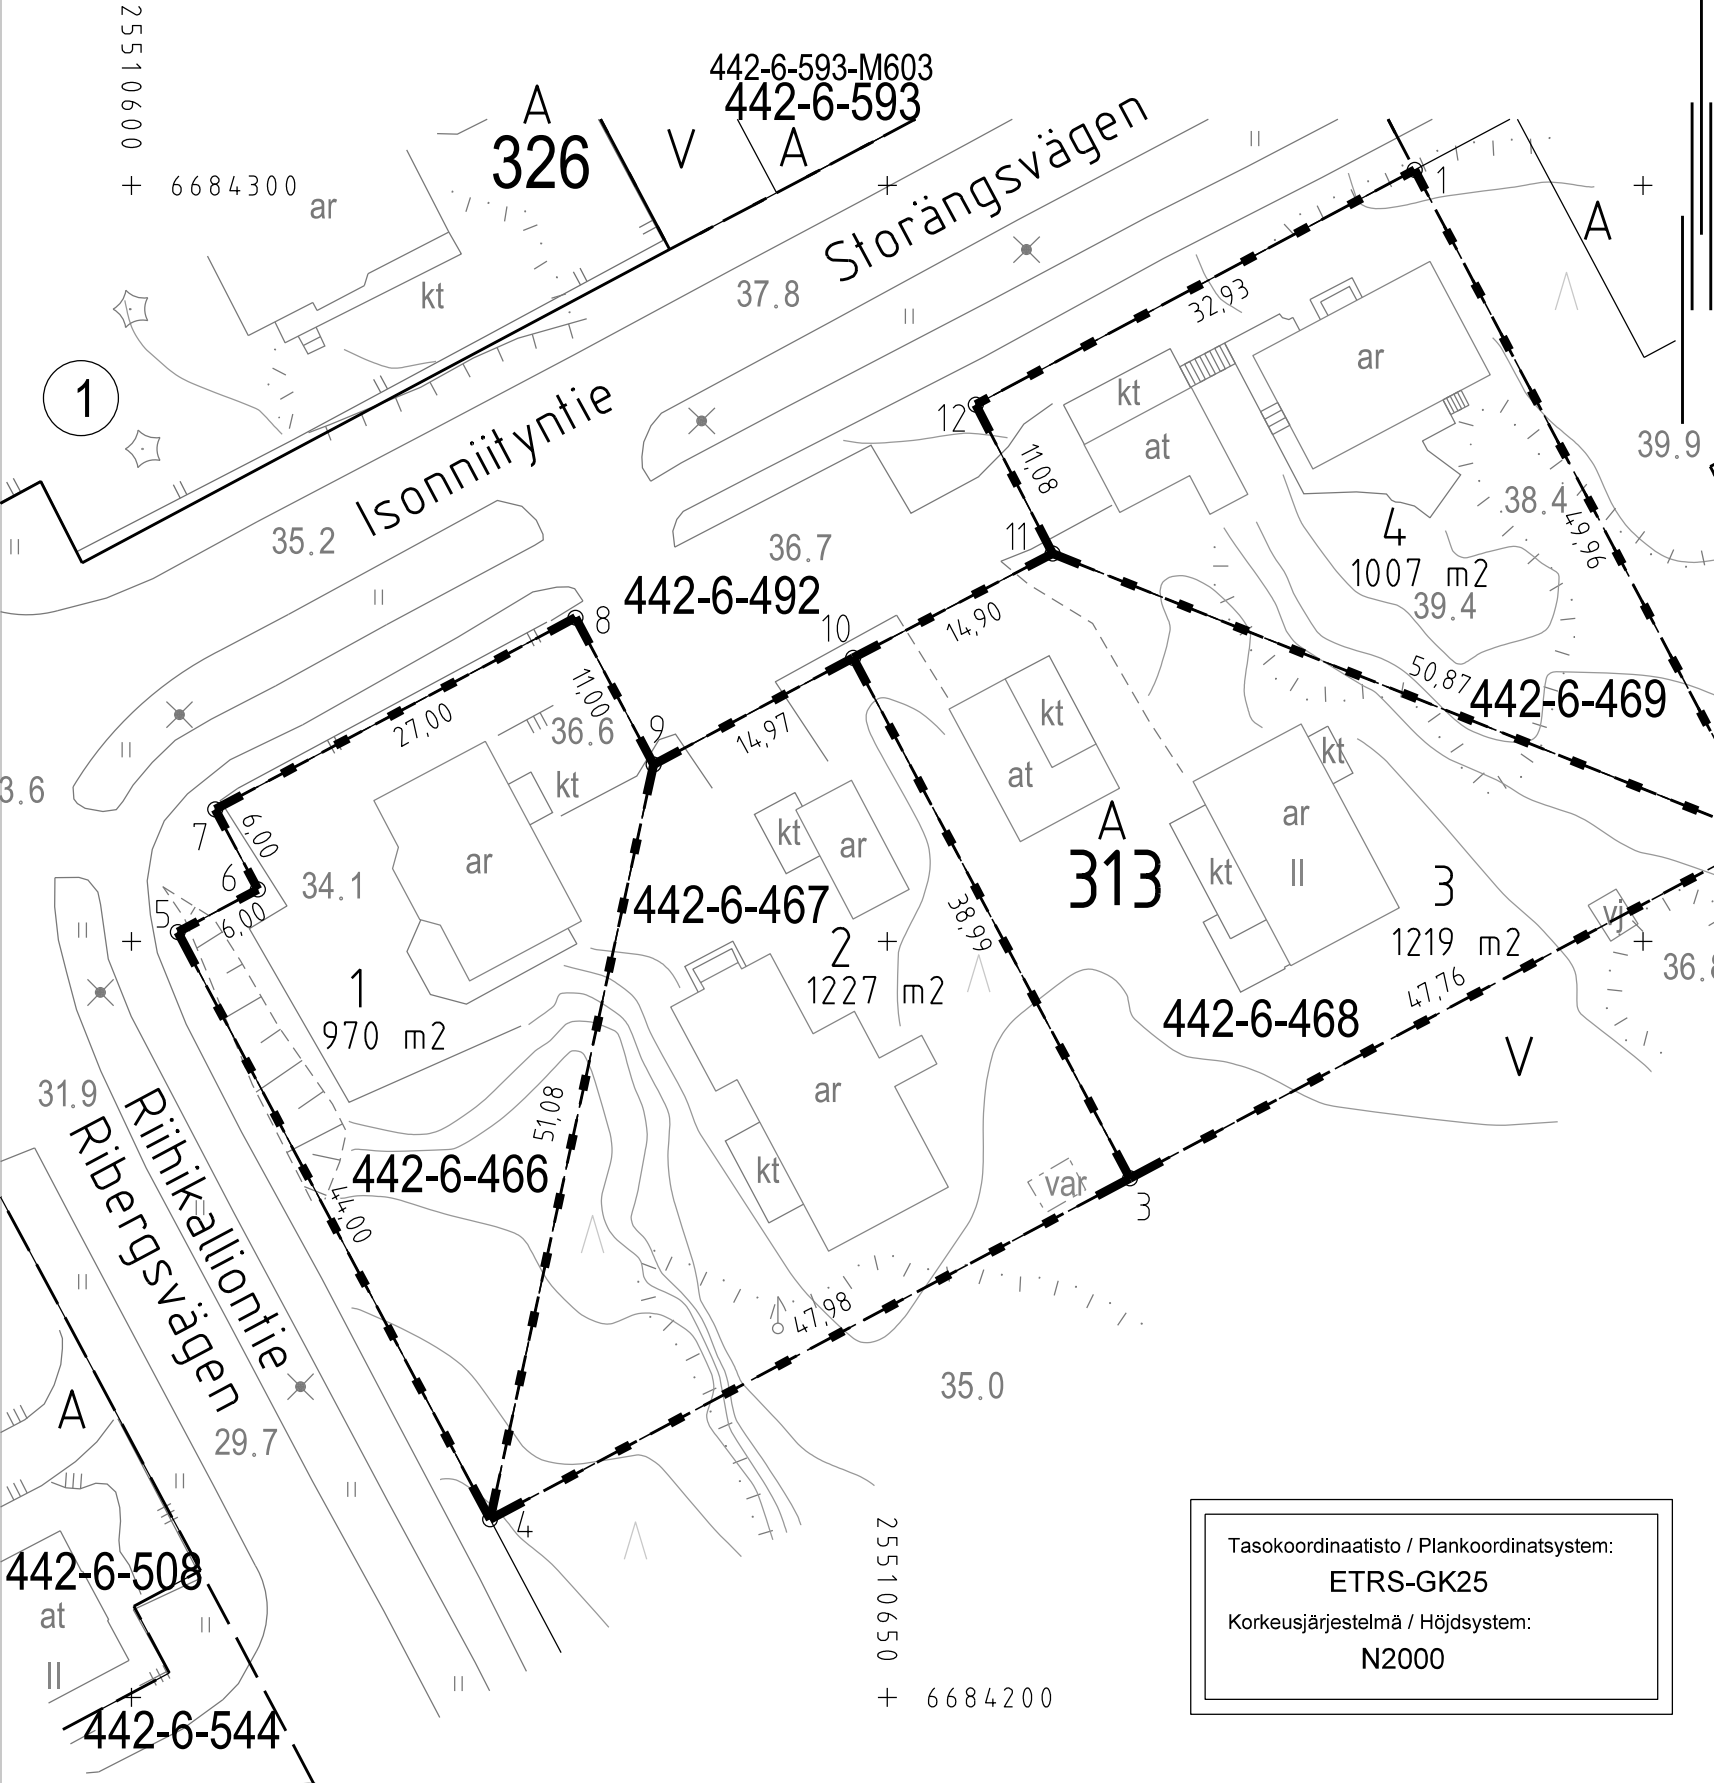 25510600
6684300
442-6-593-M603
442-6-593
A
326
V
A
Storängsvägen
1
A
ar
kt
37.8
32,93
ar
1
12
kt
at
11,08
39.9
38.4
49,96
Isonniityntie
35.2
36.7
11
4
1007 m2
39.4
442-6-492
8
10
14,90
50,87
442-6-469
11,00
27,00
36.6
9
14,97
kt
kt
at
3.6
kt
7
6,00
kt
ar
A
313
ar
II
kt
6
34.1
ar
442-6-467
38,99
3
vj
5
6,00
2
1227 m2
1219 m2
36.8
1
970 m2
47,76
442-6-468
V
31.9
Riihikalliontie
Ribergsvägen
51,08
ar
442-6-466
kt
var
3
44,00
47,98
35.0
A
29.7
4
442-6-508
at
II
442-6-544
25510650
6684200
Tasokoordinaatisto / Plankoordinatsystem:
ETRS-GK25
Korkeusjärjestelmä / Höjdsystem:
N2000